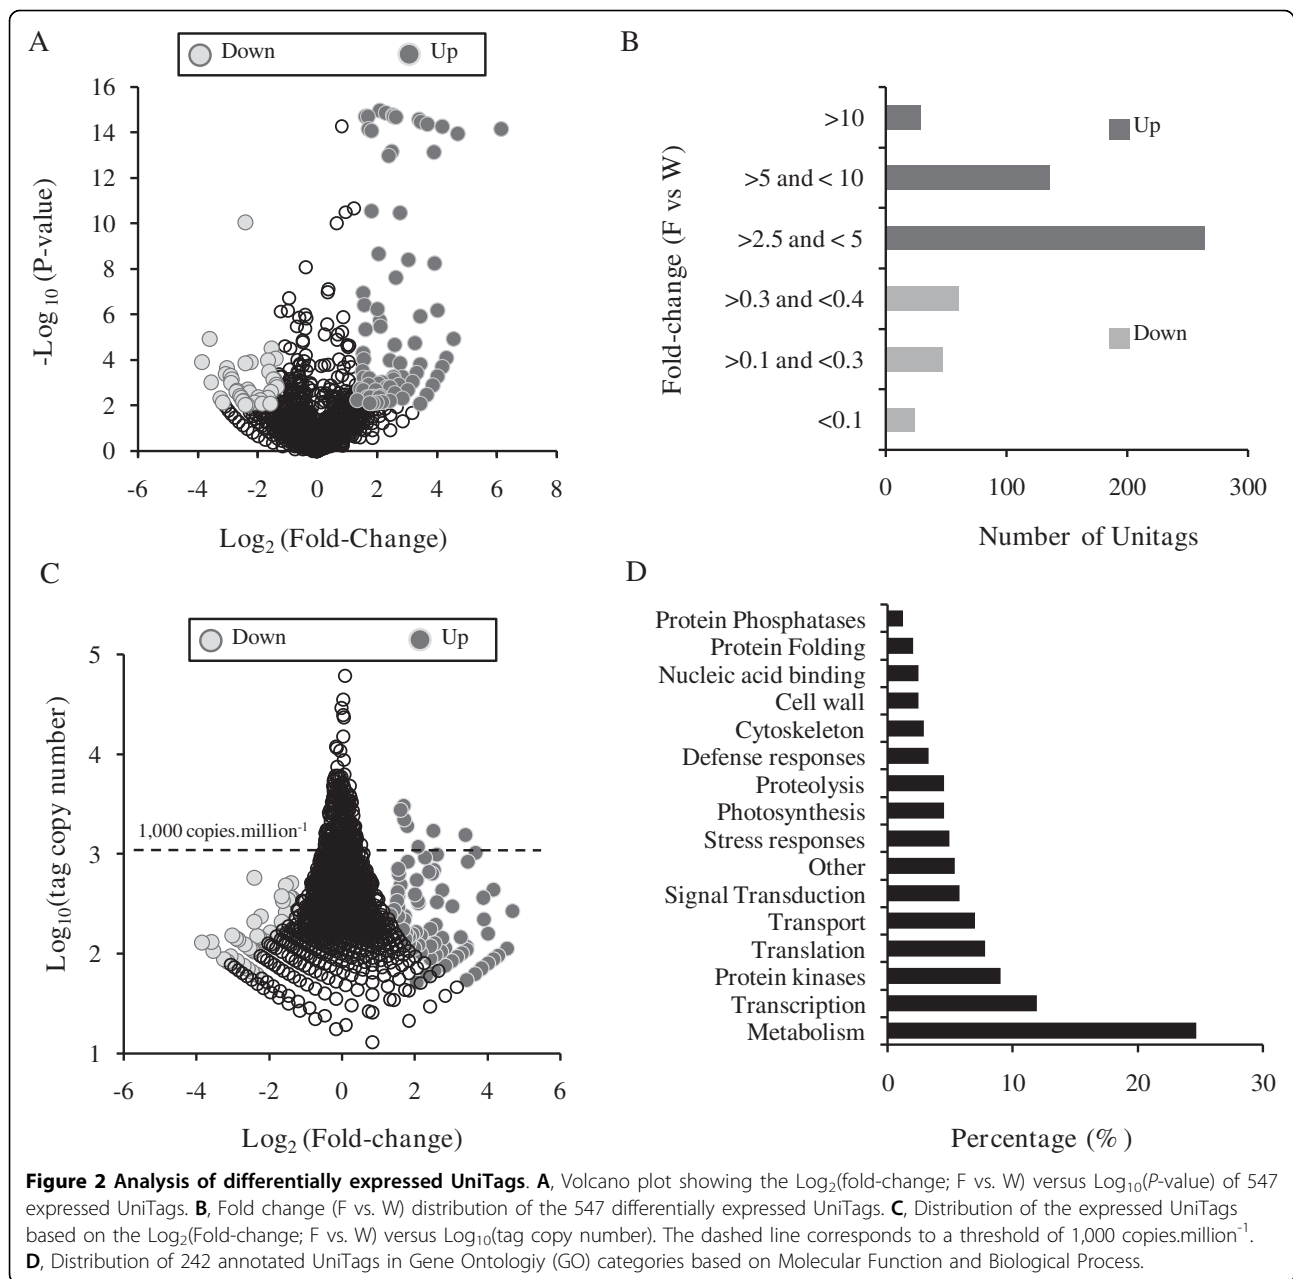 A
Down Up
16
14
12
10
8
6
4
2
0
-Log10 (P-value)
-6 -4 -2 0 2 4 6 8
Log2 (Fold-Change)
B
>10
>5 and < 10
>2.5 and < 5
>0.3 and <0.4
>0.1 and <0.3
<0.1
Fold-change (F vs W)
Up
Down
0 100 200 300
Number of Unitags
C
Down Up
5
4
3
2
1
Log10(tag copy number)
1,000 copies.million-1
-6 -4 -2 0 2 4 6
Log2 (Fold-change)
D
Protein Phosphatases
Protein Folding
Nucleic acid binding
Cell wall
Cytoskeleton
Defense responses
Proteolysis
Photosynthesis
Stress responses
Other
Signal Transduction
Transport
Translation
Protein kinases
Transcription
Metabolism
0 10 20 30
Percentage (% )
Figure 2 Analysis of differentially expressed UniTags. A, Volcano plot showing the Log2(fold-change; F vs. W) versus Log10(P-value) of 547
expressed UniTags. B, Fold change (F vs. W) distribution of the 547 differentially expressed UniTags. C, Distribution of the expressed UniTags
based on the Log2(Fold-change; F vs. W) versus Log10(tag copy number). The dashed line corresponds to a threshold of 1,000 copies.million-1.
D, Distribution of 242 annotated UniTags in Gene Ontologiy (GO) categories based on Molecular Function and Biological Process.